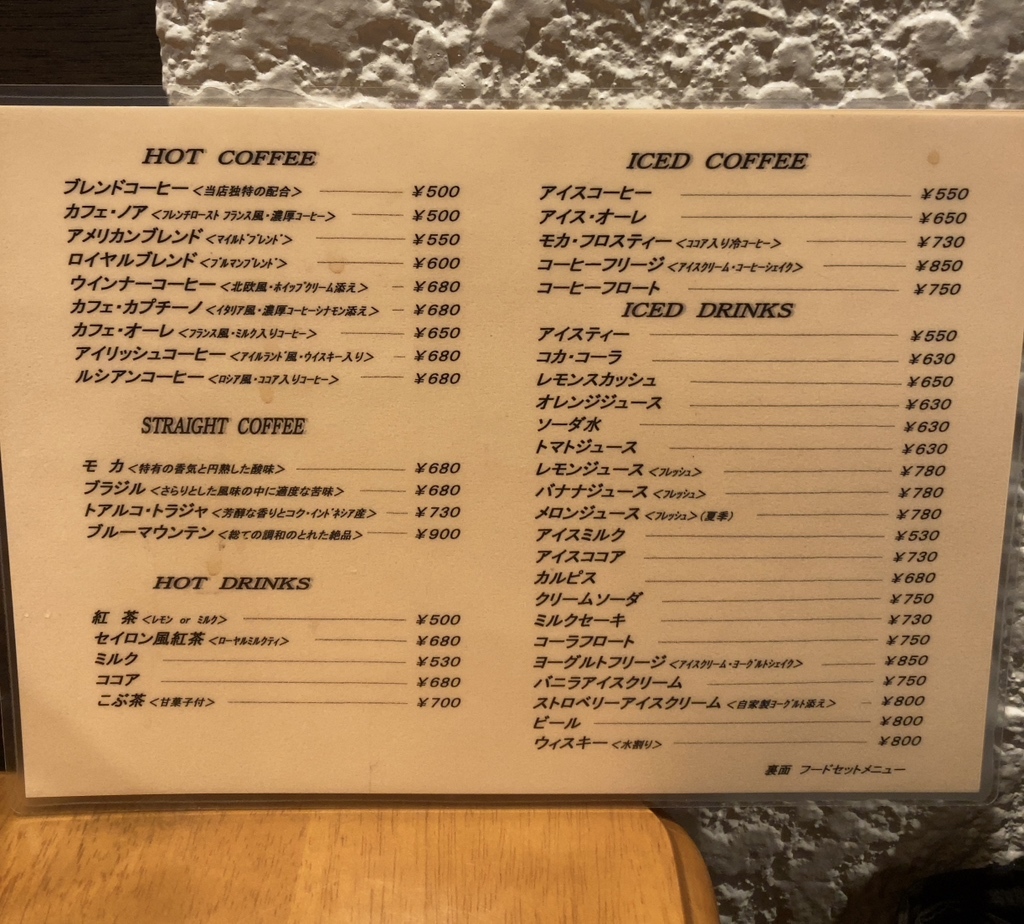 HOT COFFEE
ブレンドコーヒー <当店独特の配合> ¥500
カフェ・ノア <フレンチロースト フランス風・濃厚コーヒー> ¥500
アメリカンブレンド <マイルドブレンド> ¥550
ロイヤルブレンド <ブルマンブレンド> ¥600
ウインナーコーヒー <北欧風・ホイップクリーム添え> ¥680
カフェ・カプチーノ <イタリア風・濃厚コーヒーシナモン添え> ¥680
カフェ・オーレ <フランス風・ミルク入りコーヒー> ¥650
アイリッシュコーヒー <アイルランド風・ウイスキー入り> ¥680
ルシアンコーヒー <ロシア風・ココア入りコーヒー> ¥680
STRAIGHT COFFEE
モ カ <特有の香気と円熟した酸味> ¥680
ブラジル <さらりとした風味の中に適度な苦味> ¥680
トアルコ・トラジャ <芳醇な香りとコク・インドネシア産> ¥730
ブルーマウンテン <総ての調和のとれた絶品> ¥900
HOT DRINKS
紅 茶 <レモン or ミルク> ¥500
セイロン風紅茶 <ローヤルミルクティ> ¥680
ミルク ¥530
ココア ¥680
こぶ茶 <甘菓子付> ¥700
ICED COFFEE
アイスコーヒー ¥550
アイス・オーレ ¥650
モカ・フロスティー <ココア入り冷コーヒー> ¥730
コーヒーフリージ <アイスクリーム・コーヒーシェイク> ¥850
コーヒーフロート ¥750
ICED DRINKS
アイスティー ¥550
コカ・コーラ ¥630
レモンスカッシュ ¥650
オレンジジュース ¥630
ソーダ水 ¥630
トマトジュース ¥630
レモンジュース <フレッシュ> ¥780
バナナジュース <フレッシュ> ¥780
メロンジュース <フレッシュ> (夏季) ¥780
アイスミルク ¥530
アイスココア ¥730
カルピス ¥680
クリームソーダ ¥750
ミルクセーキ ¥730
コーラフロート ¥750
ヨーグルトフリージ <アイスクリーム・ヨーグルトシェイク> ¥850
バニラアイスクリーム ¥750
ストロベリーアイスクリーム <自家製ヨーグルト添え> ¥800
ビール ¥800
ウィスキー <水割り> ¥800
裏面 フードセットメニュー